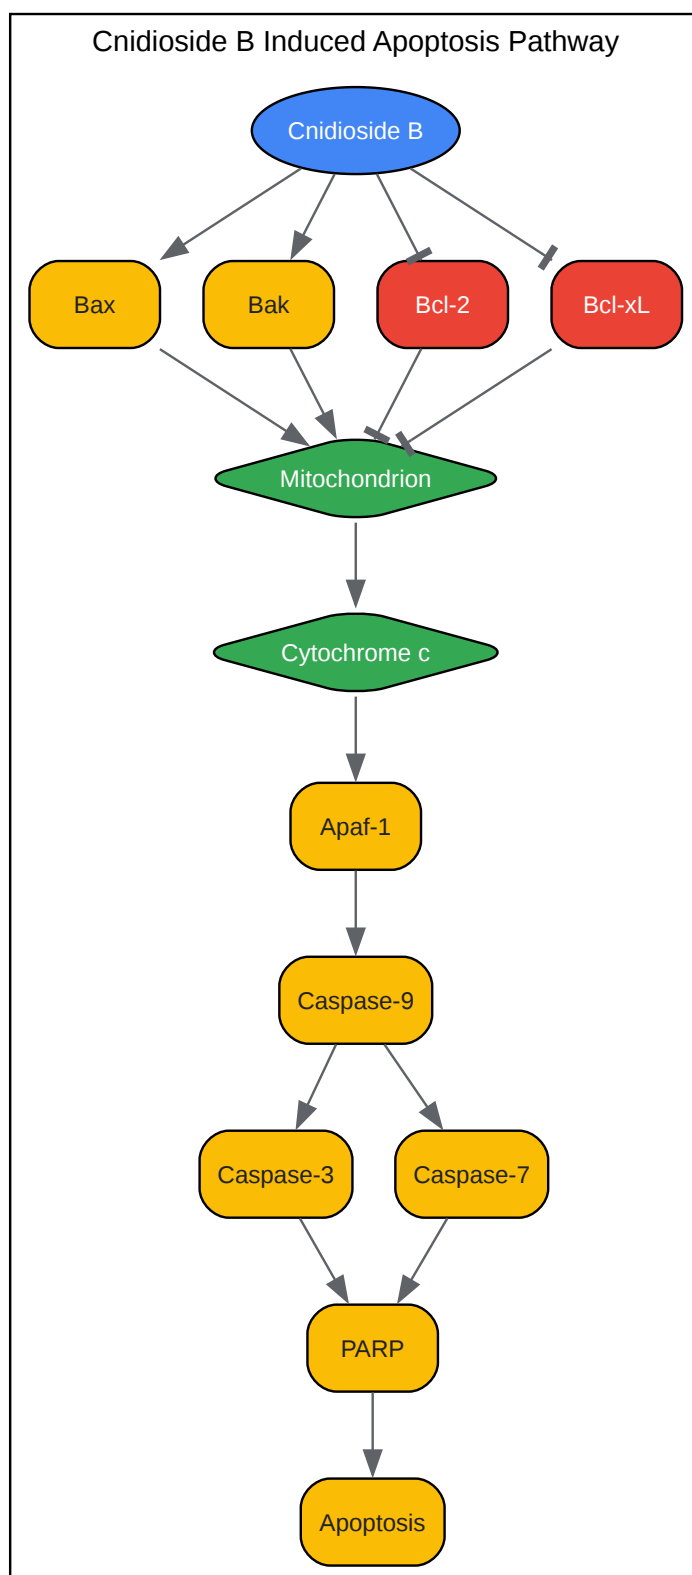 Cnidioside B Induced Apoptosis Pathway
Cnidioside B
Bax
Bak
Bcl-2
Bcl-xL
Mitochondrion
Cytochrome c
Apaf-1
Caspase-9
Caspase-3
Caspase-7
PARP
Apoptosis